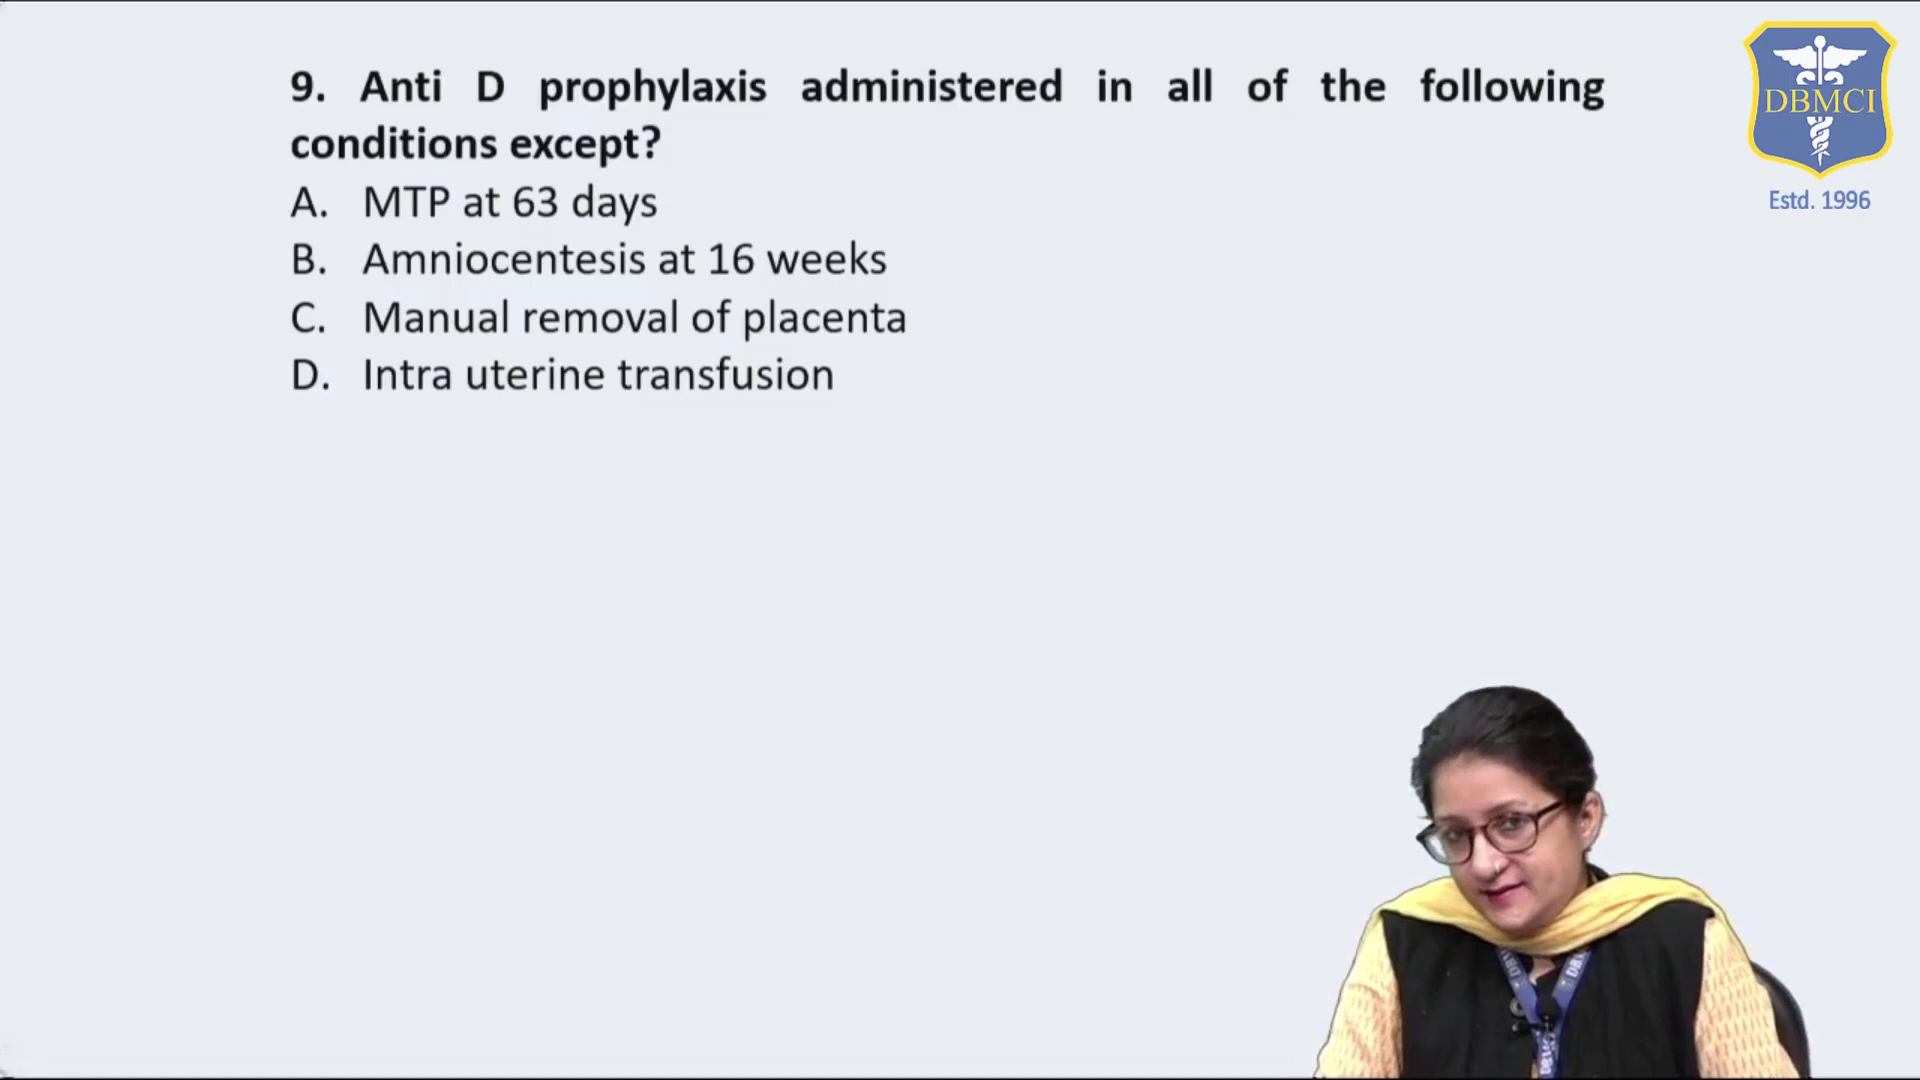 9. Anti D prophylaxis administered in all of the following
conditions except?
A. MTP at 63 days
B. Amniocentesis at 16 weeks
C. Manual removal of placenta
D. Intra uterine transfusion
DBMCI
Estd. 1996